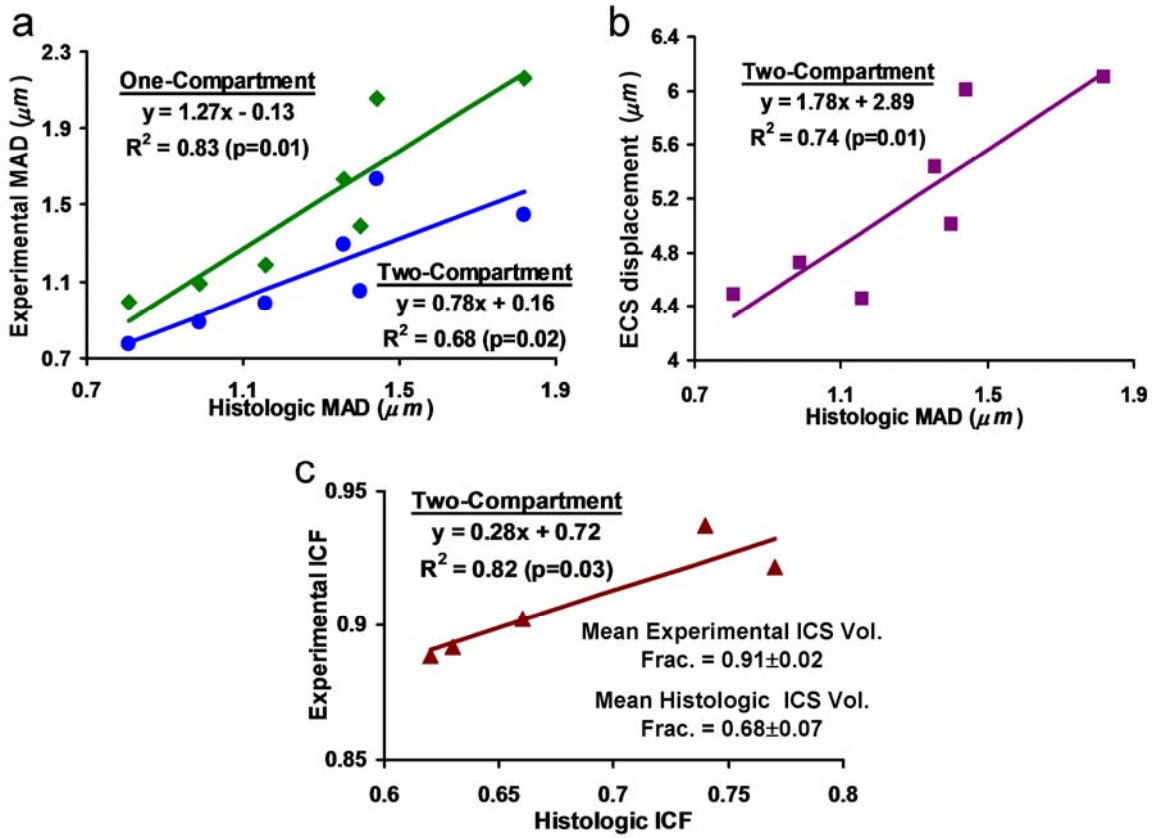 a
2.3
1.9
1.5
1.1
0.7
Experimental MAD (μm)
One-Compartment
y = 1.27x - 0.13
R² = 0.83 (p=0.01)
Two-Compartment
y = 0.78x + 0.16
R² = 0.68 (p=0.02)
0.7 1.1 1.5 1.9
Histologic MAD (μm)
b
6.4
6
5.6
5.2
4.8
4.4
4
ECS displacement (μm)
Two-Compartment
y = 1.78x + 2.89
R² = 0.74 (p=0.01)
0.7 1.1 1.5 1.9
Histologic MAD (μm)
c
0.95
0.9
0.85
Experimental ICF
Two-Compartment
y = 0.28x + 0.72
R² = 0.82 (p=0.03)
Mean Experimental ICS Vol.
Frac. = 0.91±0.02
Mean Histologic ICS Vol.
Frac. = 0.68±0.07
0.6 0.65 0.7 0.75 0.8
Histologic ICF